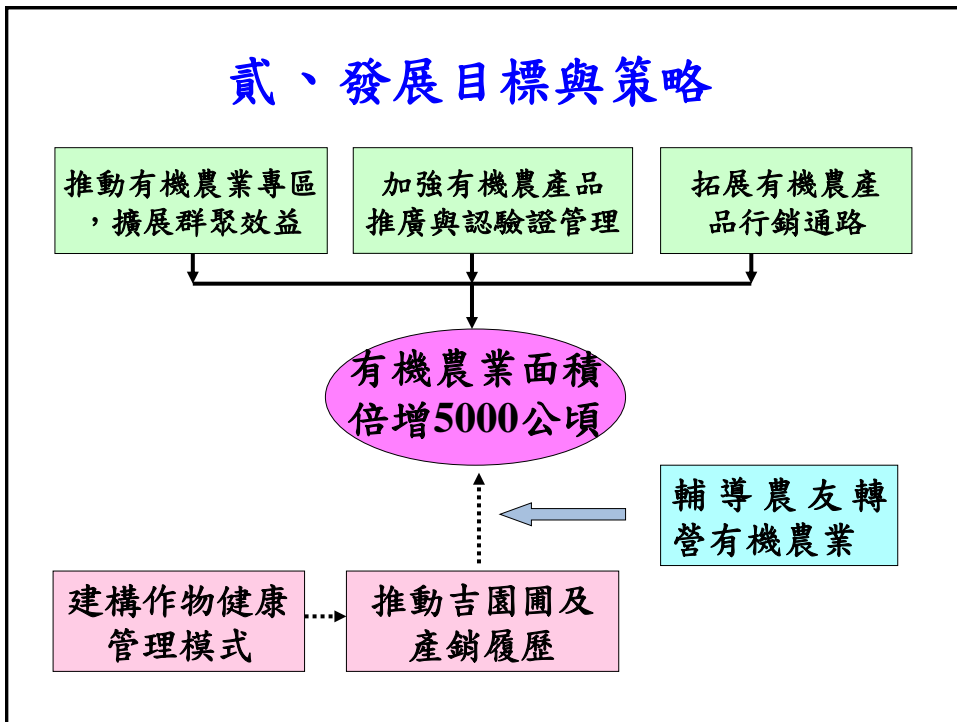 貳、發展目標與策略
推動有機農業專區
，擴展群聚效益
加強有機農產品
推廣與認驗證管理
拓展有機農產
品行銷通路
有機農業面積
倍增5000公頃
輔導農友轉
營有機農業
建構作物健康
管理模式
推動吉園圃及
產銷履歷